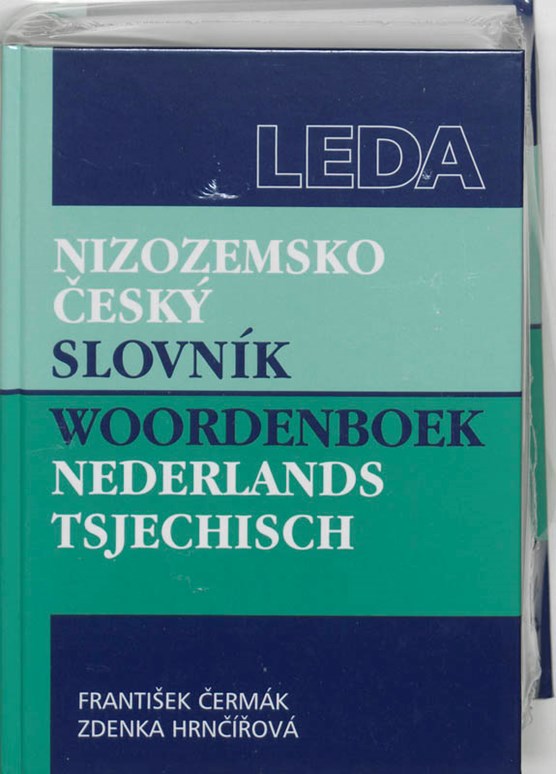 LEDA
NIZOZEMSKO
ČESKÝ
SLOVNÍK
WOORDENBOEK
NEDERLANDS
TSJECHISCH
FRANTIŠEK ČERMÁK
ZDENKA HRNČÍŘOVÁ